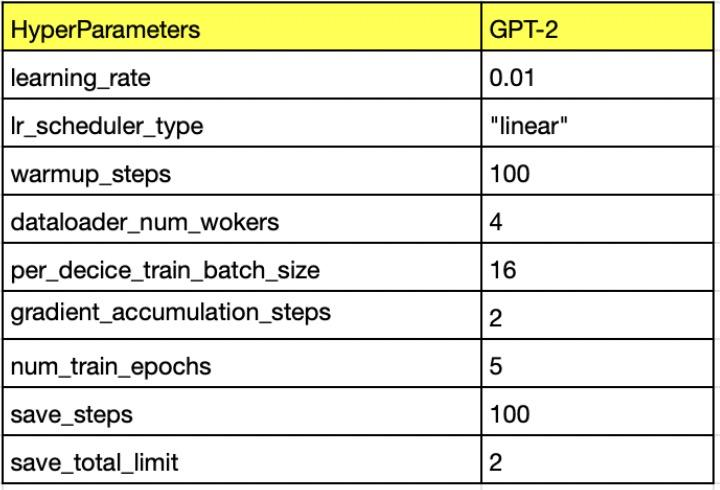 HyperParameters GPT-2
learning_rate 0.01
lr_scheduler_type "linear"
warmup_steps 100
dataloader_num_wokers 4
per_decice_train_batch_size 16
gradient_accumulation_steps 2
num_train_epochs 5
save_steps 100
save_total_limit 2